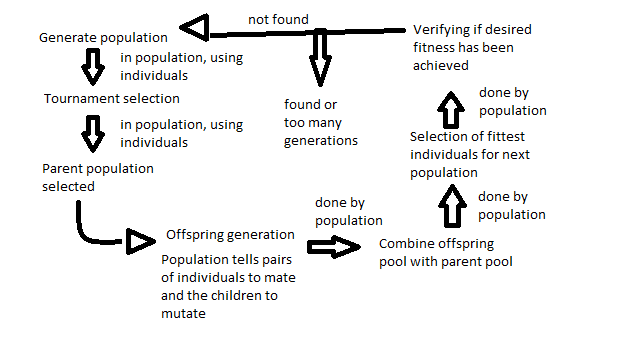 not found
Generate population
in population, using
individuals
Tournament selection
in population, using
individuals
Parent population
selected
Offspring generation
Population tells pairs
of individuals to mate
and the children to
mutate
done by
population
Combine offspring
pool with parent pool
done by
population
Selection of fittest
individuals for next
population
done by
population
Verifying if desired
fitness has been
achieved
found or
too many
generations